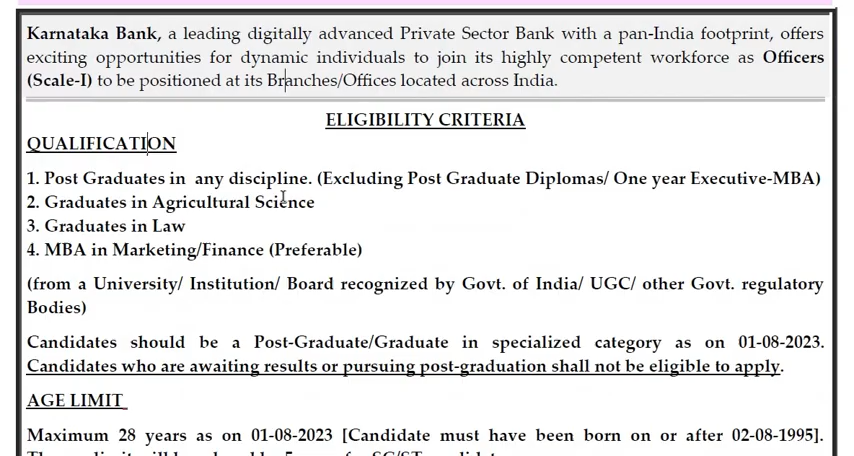 Karnataka Bank, a leading digitally advanced Private Sector Bank with a pan-India footprint, offers
exciting opportunities for dynamic individuals to join its highly competent workforce as Officers
(Scale-I) to be positioned at its Branches/Offices located across India.
ELIGIBILITY CRITERIA
QUALIFICATION
1. Post Graduates in any discipline. (Excluding Post Graduate Diplomas/ One year Executive-MBA)
2. Graduates in Agricultural Science
3. Graduates in Law
4. MBA in Marketing/Finance (Preferable)
(from a University/ Institution/ Board recognized by Govt. of India/ UGC/ other Govt. regulatory
Bodies)
Candidates should be a Post-Graduate/Graduate in specialized category as on 01-08-2023.
Candidates who are awaiting results or pursuing post-graduation shall not be eligible to apply.
AGE LIMIT
Maximum 28 years as on 01-08-2023 [Candidate must have been born on or after 02-08-1995].